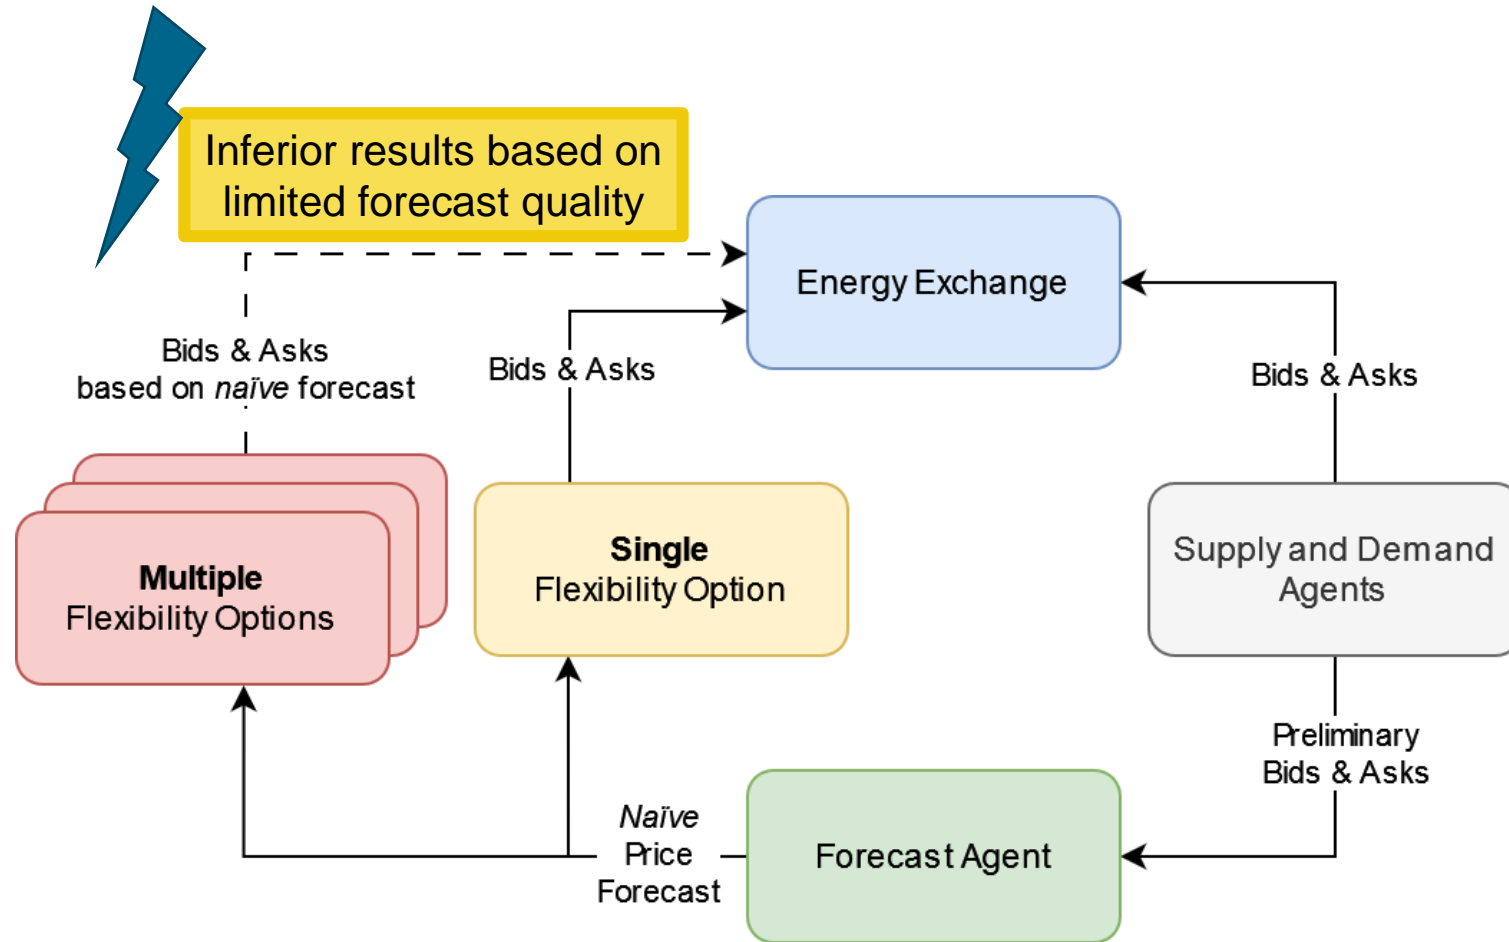 Inferior results based on
limited forecast quality
Energy Exchange
Bids & Asks
based on naïve forecast
Bids & Asks
Bids & Asks
Multiple
Flexibility Options
Single
Flexibility Option
Supply and Demand
Agents
Preliminary
Bids & Asks
Naïve
Price
Forecast
Forecast Agent